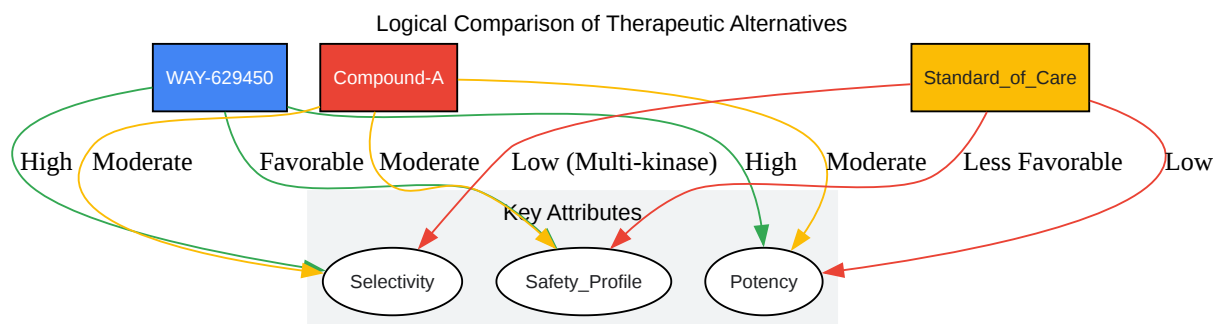 Logical Comparison of Therapeutic Alternatives
WAY-629450
Compound-A
Standard_of_Care
High
Moderate
Favorable
Moderate
Low (Multi-kinase)
High
Moderate
Less Favorable
Low
Key Attributes
Selectivity
Safety_Profile
Potency